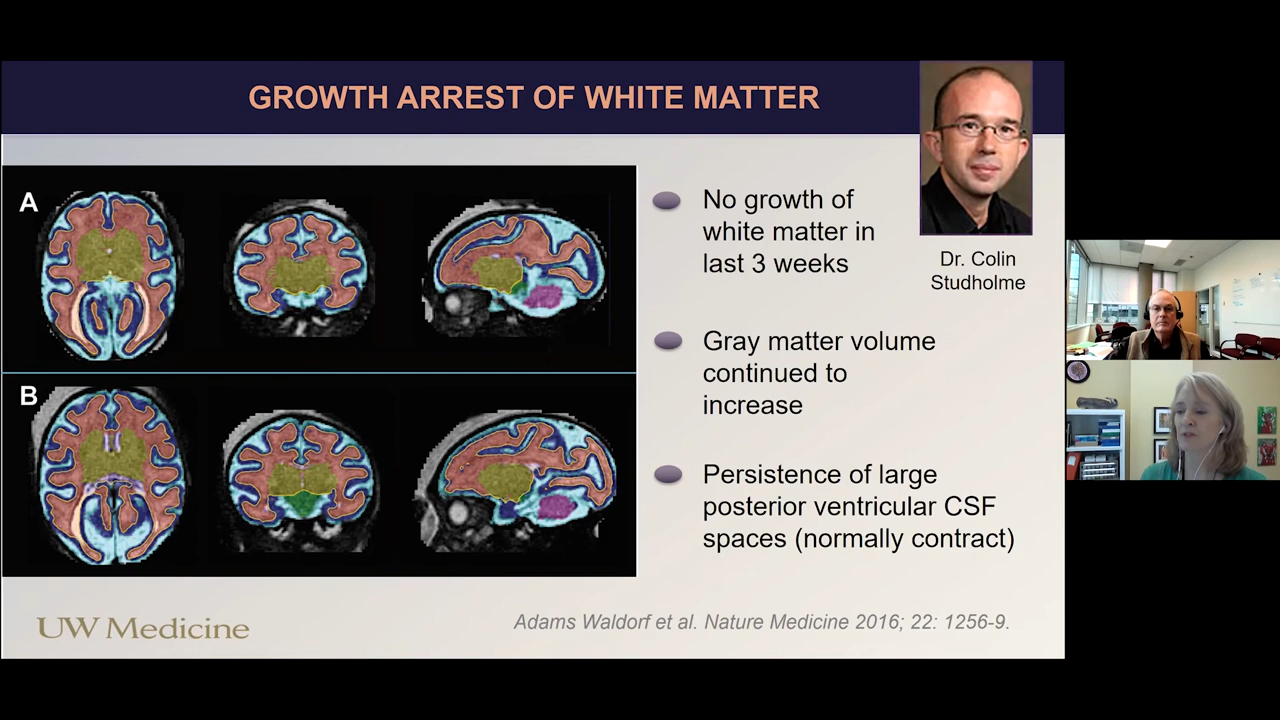 GROWTH ARREST OF WHITE MATTER
A
B
No growth of
white matter in
last 3 weeks
Dr. Colin
Studholme
Gray matter volume
continued to
increase
Persistence of large
posterior ventricular CSF
spaces (normally contract)
UW Medicine
Adams Waldorf et al. Nature Medicine 2016; 22: 1256-9.